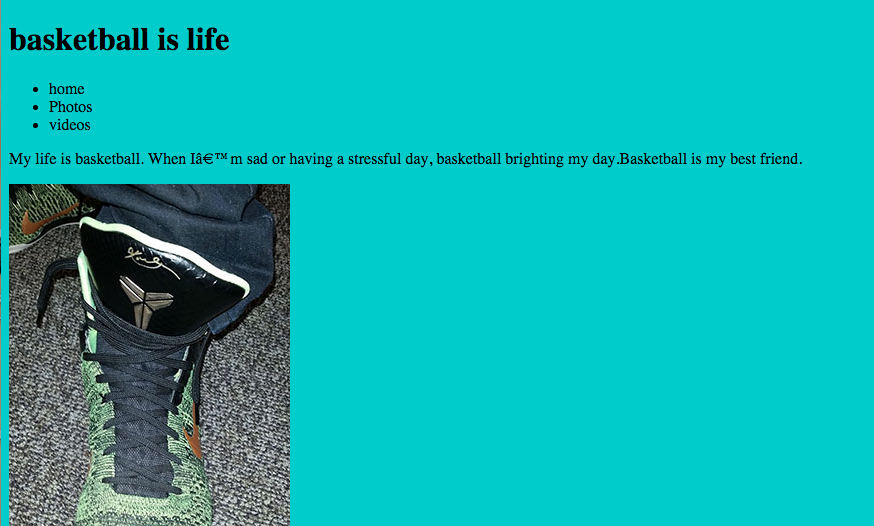 basketball is life
home
Photos
videos
My life is basketball. When Iâ€™m sad or having a stressful day, basketball brighting my day.Basketball is my best friend.